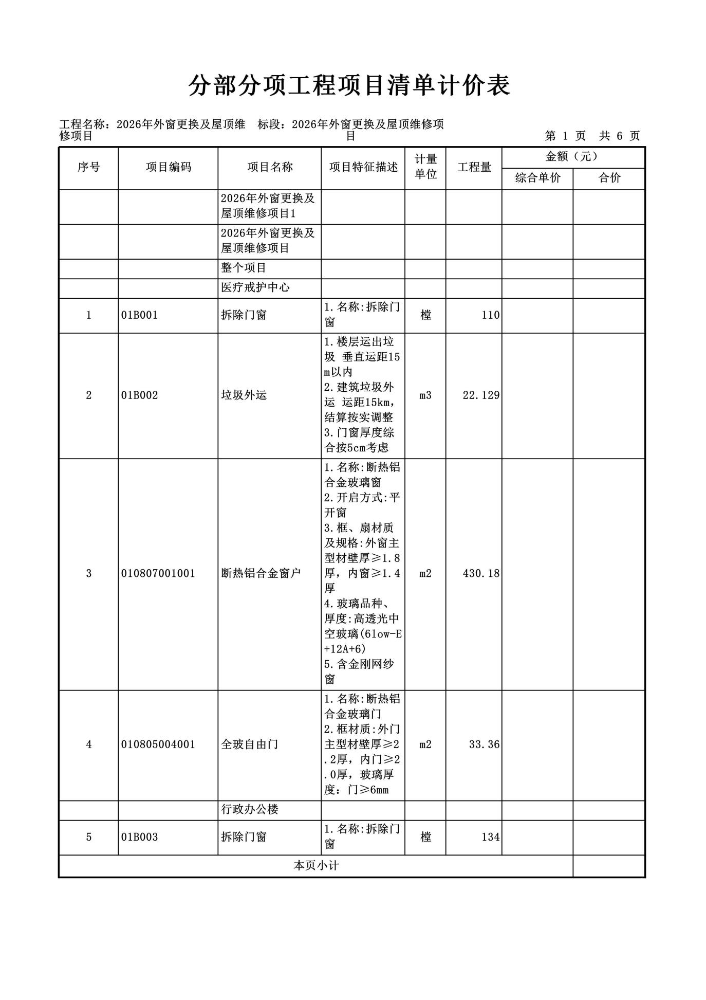 分部分项工程项目清单计价表
工程名称：2026年外窗更换及屋顶维
修项目
标段：2026年外窗更换及屋顶维修项
目
第 1 页 共 6 页
序号
项目编码
项目名称
项目特征描述
计量
单位
工程量
金额（元）
综合单价
合价
2026年外窗更换及
屋顶维修项目1
2026年外窗更换及
屋顶维修项目
整个项目
医疗戒护中心
1
01B001
拆除门窗
1.名称:拆除门
窗
樘
110
2
01B002
垃圾外运
1.楼层运出垃
圾 垂直运距15
m以内
2.建筑垃圾外
运 运距15km，
结算按实调整
3.门窗厚度综
合按5cm考虑
m3
22.129
3
010807001001
断热铝合金窗户
1.名称:断热铝
合金玻璃窗
2.开启方式:平
开窗
3.框、扇材质
及规格:外窗主
型材壁厚≥1.8
厚，内窗≥1.4
厚
4.玻璃品种、
厚度:高透光中
空玻璃(6low-E
+12A+6)
5.含金刚网纱
窗
m2
430.18
4
010805004001
全玻自由门
1.名称:断热铝
合金玻璃门
2.框材质:外门
主型材壁厚≥2
.2厚，内门≥2
.0厚，玻璃厚
度：门≥6mm
m2
33.36
行政办公楼
5
01B003
拆除门窗
1.名称:拆除门
窗
樘
134
本页小计